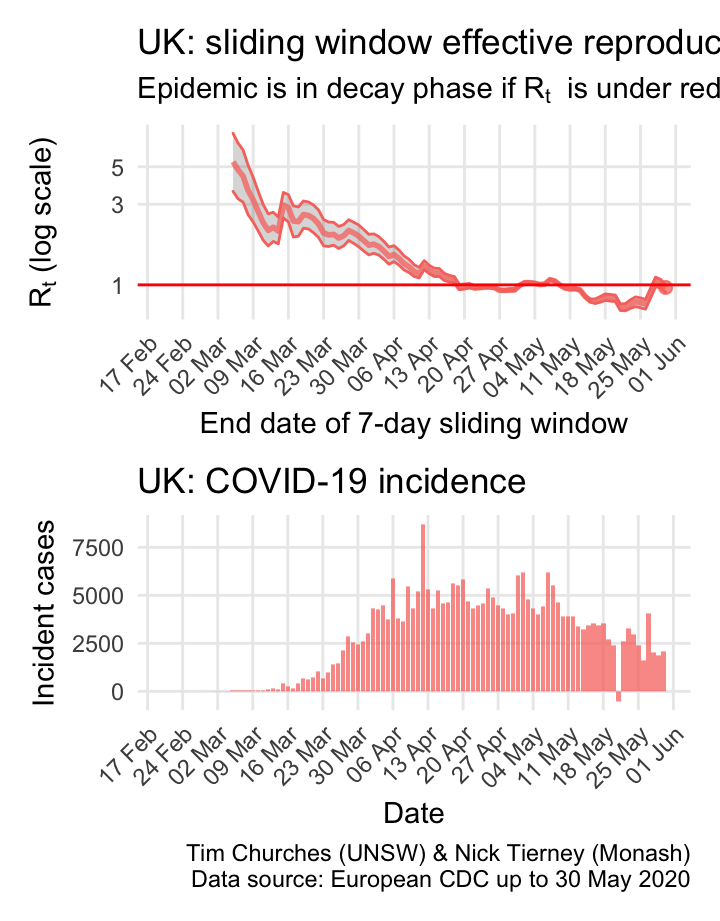 UK: sliding window effective reproduc
Epidemic is in decay phase if Rt is under red
Rt (log scale)
5
3
1
17 Feb
24 Feb
02 Mar
09 Mar
16 Mar
23 Mar
30 Mar
06 Apr
13 Apr
20 Apr
27 Apr
04 May
11 May
18 May
25 May
01 Jun
End date of 7-day sliding window
UK: COVID-19 incidence
Incident cases
7500
5000
2500
0
17 Feb
24 Feb
02 Mar
09 Mar
16 Mar
23 Mar
30 Mar
06 Apr
13 Apr
20 Apr
27 Apr
04 May
11 May
18 May
25 May
01 Jun
Date
Tim Churches (UNSW) & Nick Tierney (Monash)
Data source: European CDC up to 30 May 2020